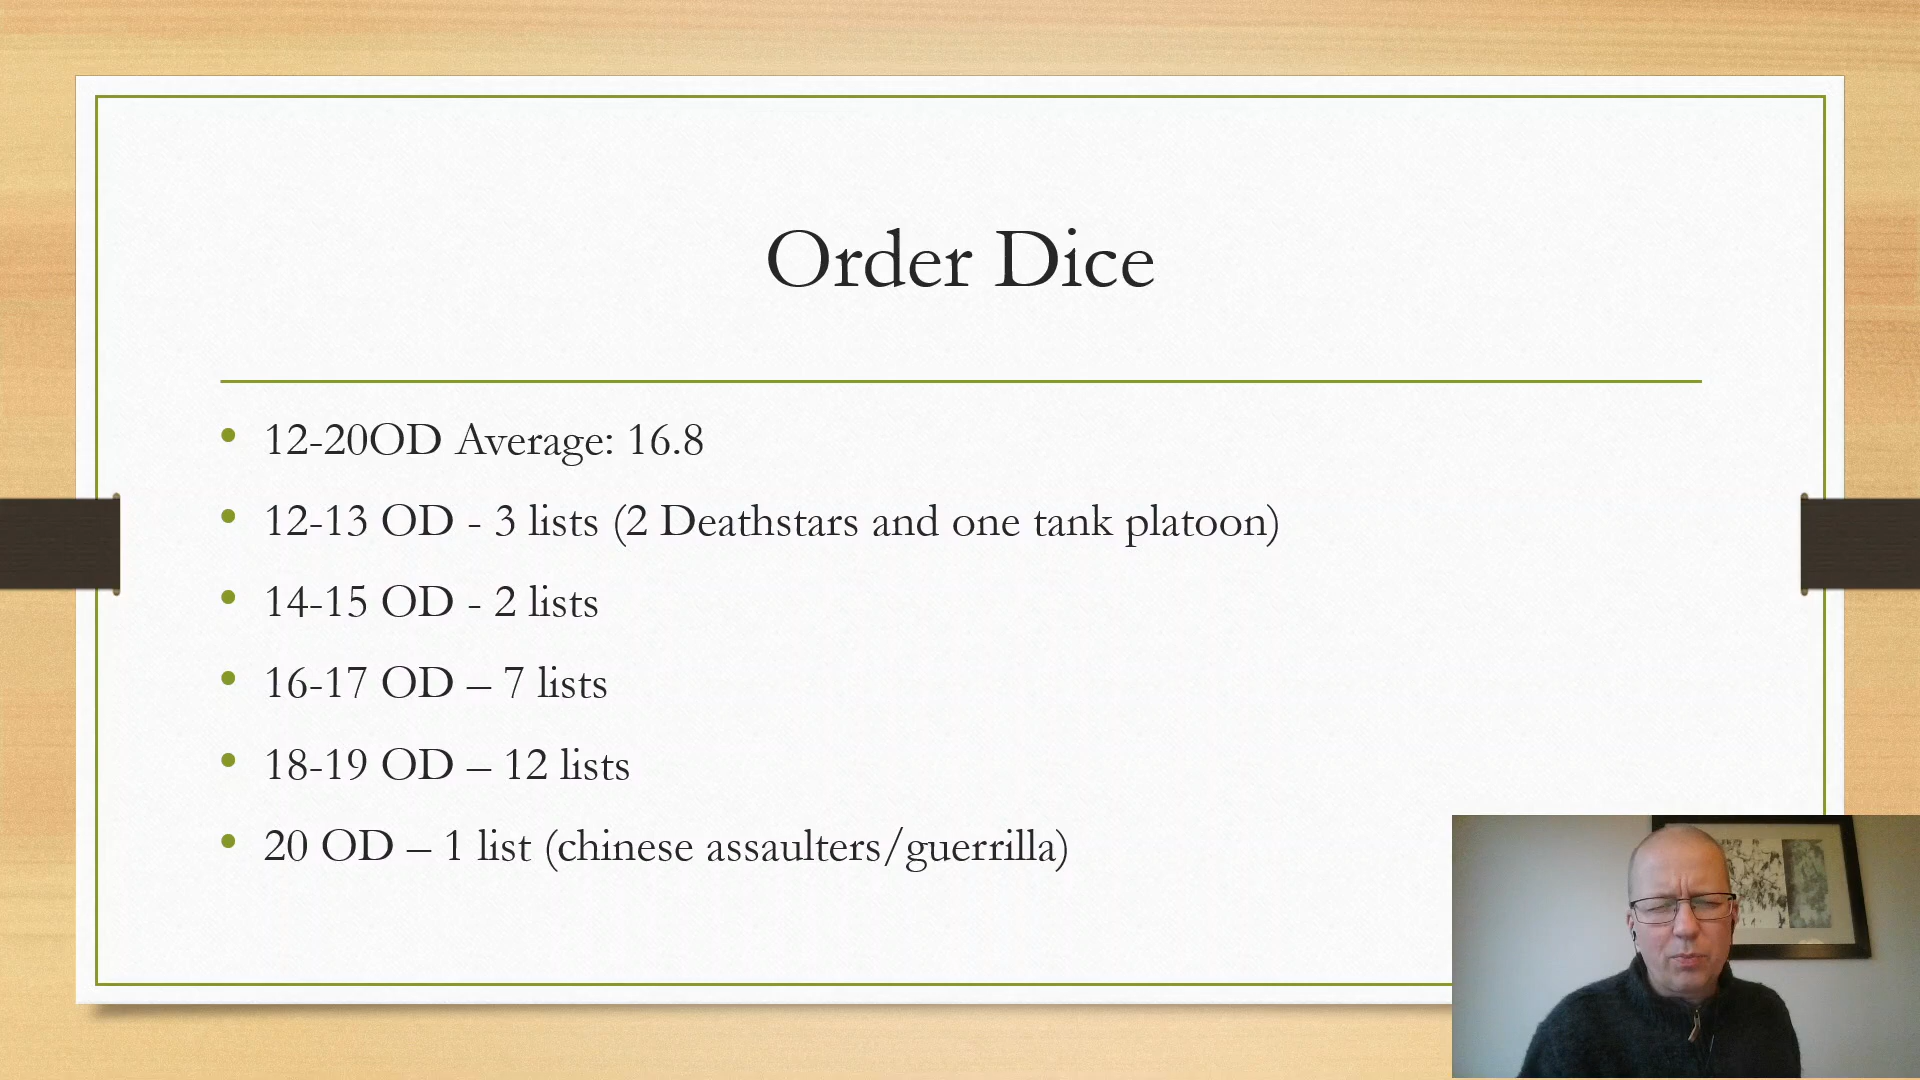 Order Dice
• 12-20OD Average: 16.8
• 12-13 OD - 3 lists (2 Deathstars and one tank platoon)
• 14-15 OD - 2 lists
• 16-17 OD – 7 lists
• 18-19 OD – 12 lists
• 20 OD – 1 list (chinese assaulters/guerrilla)